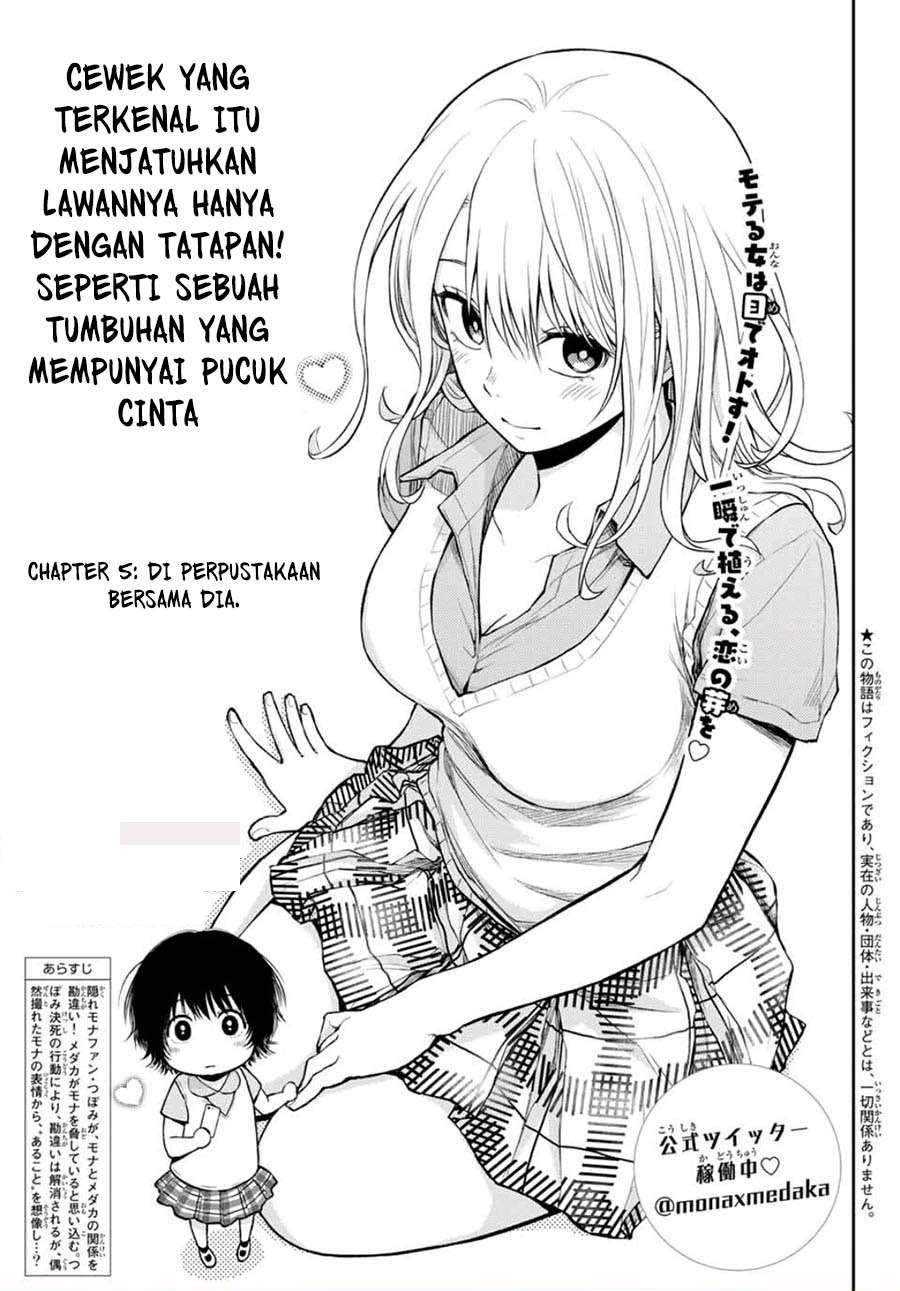 CEWEK YANG
TERKENAL ITU
MENJATUHKAN
LAWANNYA HANYA
DENGAN TATAPAN!
SEPERTI SEBUAH
TUMBUHAN YANG
MEMPUNYAI PUCUK
CINTA
CHAPTER 5: DI PERPUSTAKAAN
BERSAMA DIA.
モテる女は目でオトす!
一瞬で植える、恋の芽を♡
★この物語はフィクションであり、実在の人物・団体・出来事などとは、一切関係ありません。
あらすじ
隠れモナファン・つぼみが、モナとメダカの関係を
勘違い!メダカがモナを脅していると思い込む。つ
ぼみ決死の行動により、勘違いは解消されるが、偶
然撮れたモナの表情から、“あること”を想像し…?
公式ツイッター
稼働中♡
@monaxmedaka